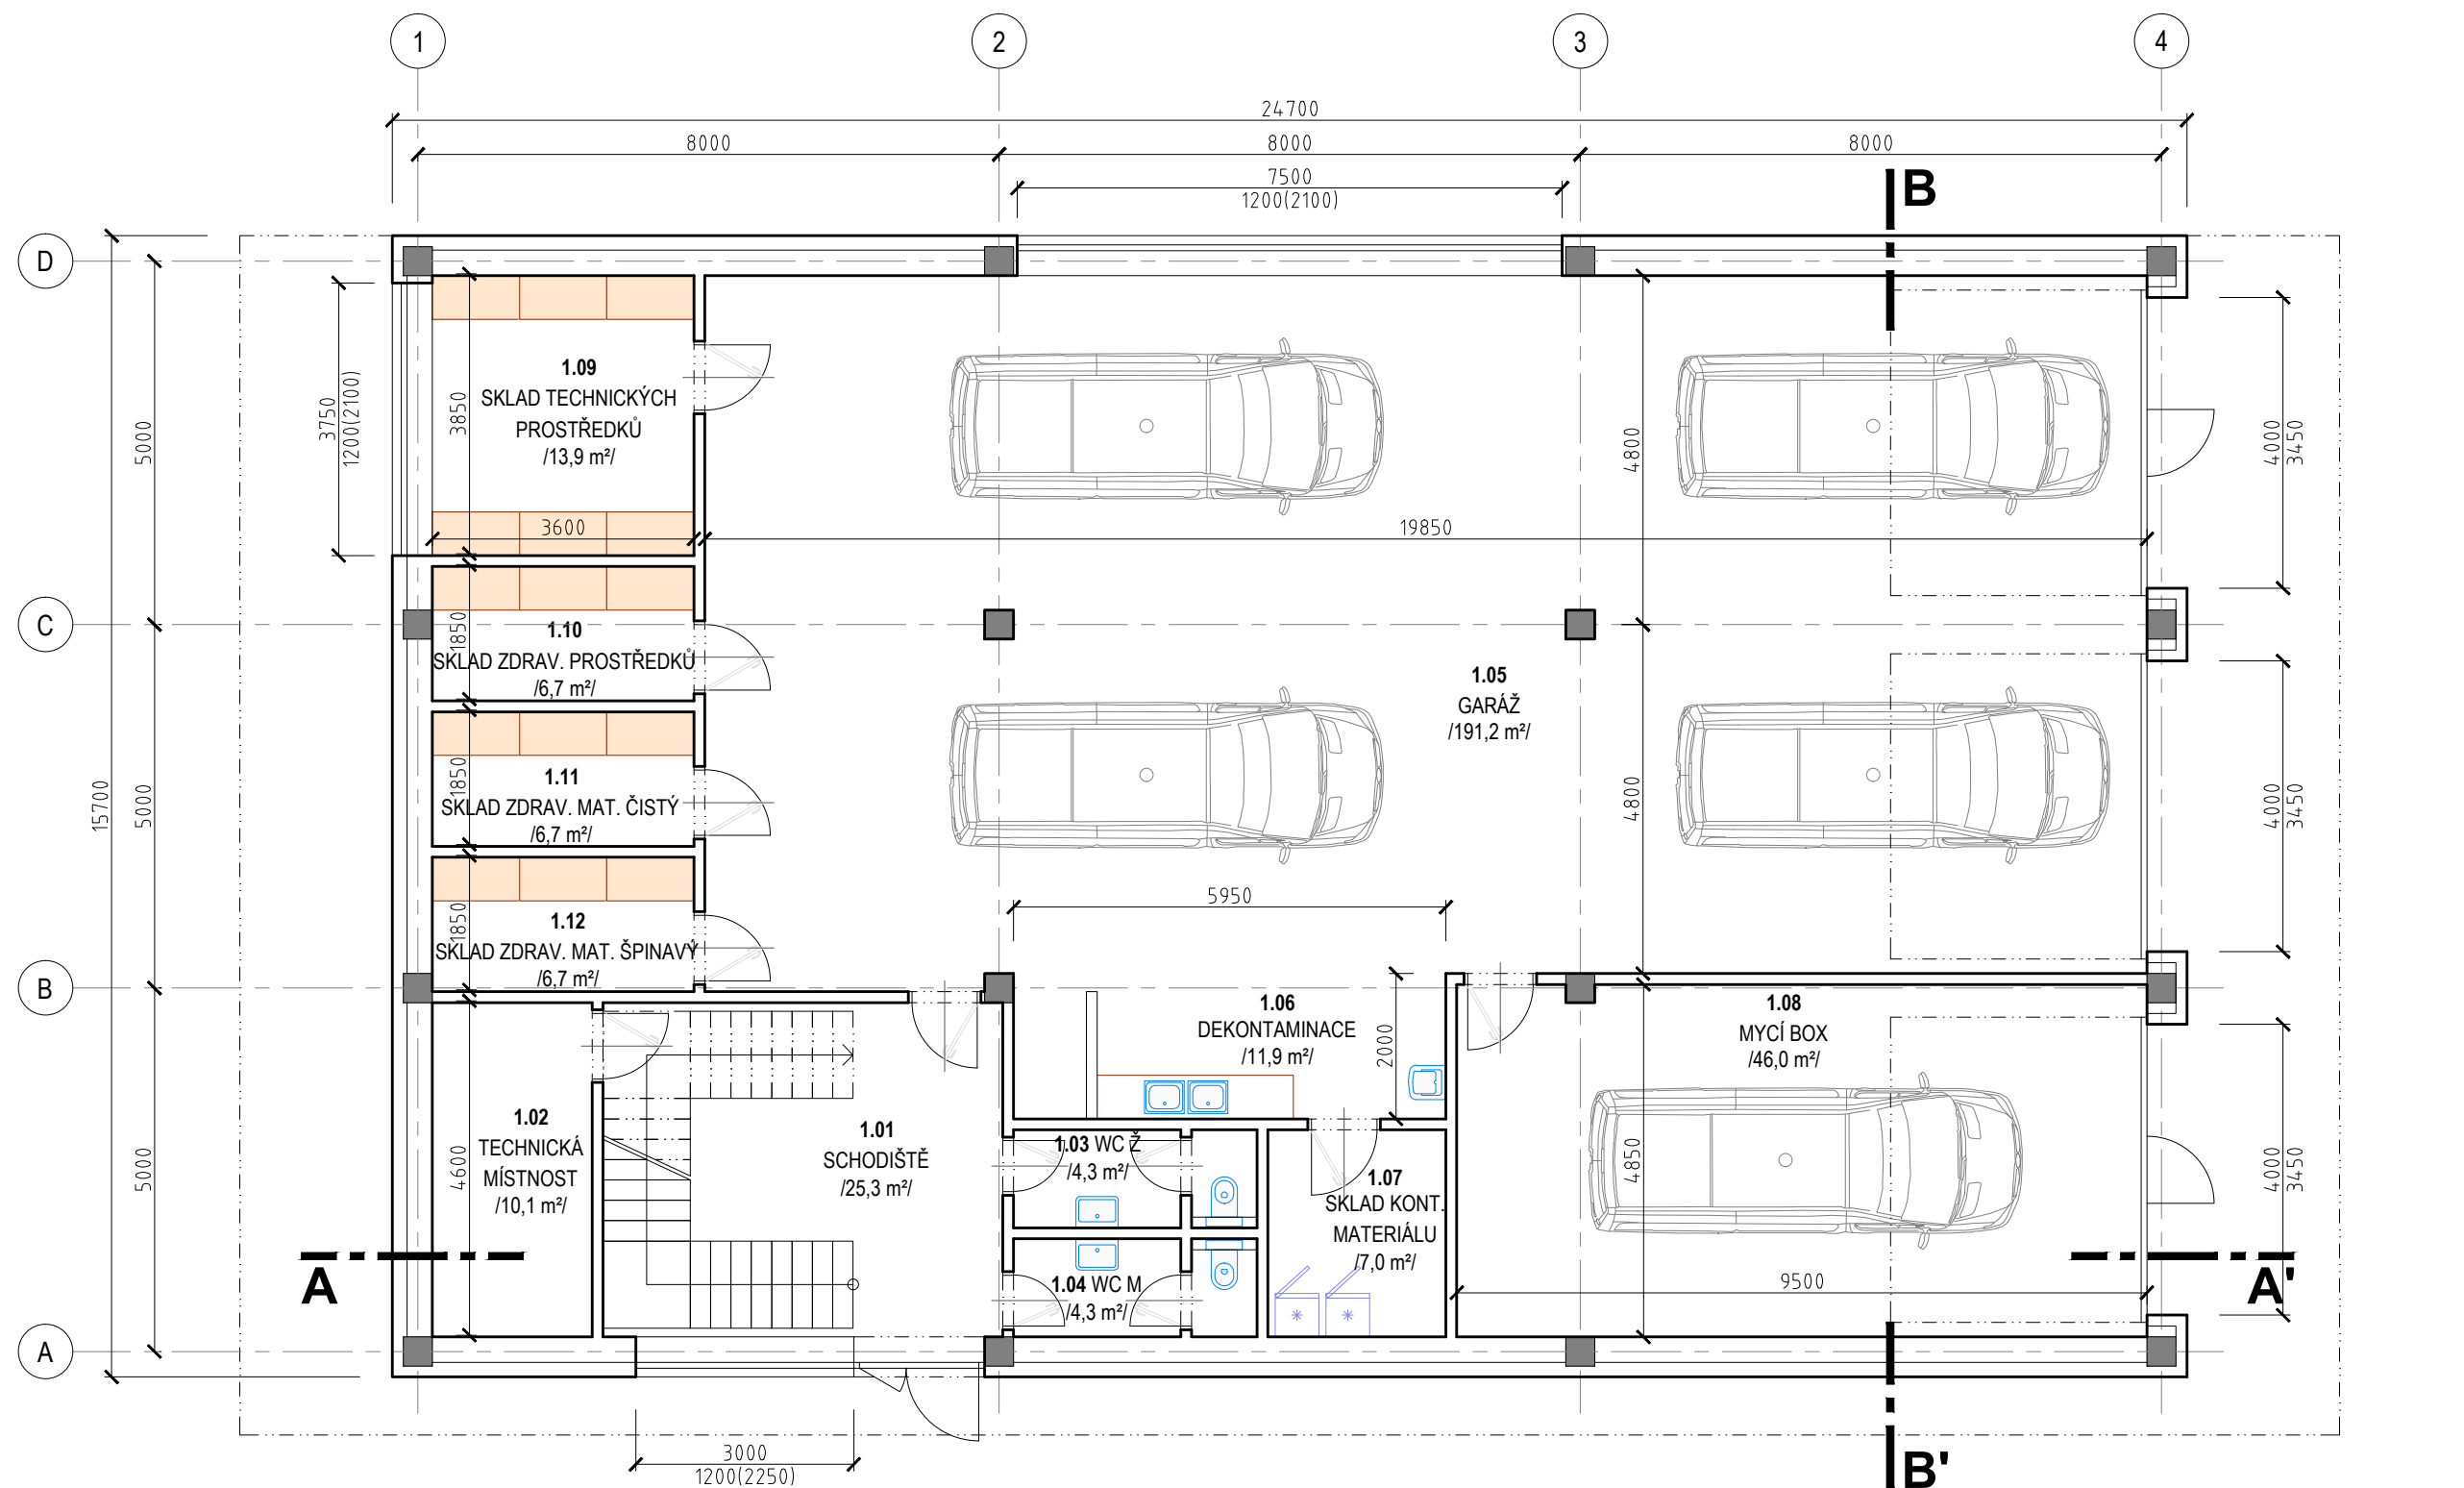 1
2
3
4
24700
8000
8000
8000
7500
1200(2100)
B
D
1.09
SKLAD TECHNICKÝCH
PROSTŘEDKŮ
/13,9 m²/
3750
1200(2100)
3850
5000
4800
4000
3450
3600
19850
C
1.10
SKLAD ZDRAV. PROSTŘEDKŮ
/6,7 m²/
1850
1.05
GARÁŽ
/191,2 m²/
1.11
SKLAD ZDRAV. MAT. ČISTÝ
/6,7 m²/
1850
15700
5000
4800
4000
3450
5950
1.12
SKLAD ZDRAV. MAT. ŠPINAVÝ
/6,7 m²/
1850
B
1.06
DEKONTAMINACE
/11,9 m²/
2000
1.08
MYCÍ BOX
/46,0 m²/
1.02
TECHNICKÁ
MÍSTNOST
/10,1 m²/
5000
4600
1.01
SCHODIŠTĚ
/25,3 m²/
1.03 WC Ž
/4,3 m²/
1.07
SKLAD KONT.
MATERIÁLU
/7,0 m²/
4850
4000
3450
1.04 WC M
/4,3 m²/
9500
A
A'
A
3000
1200(2250)
B'